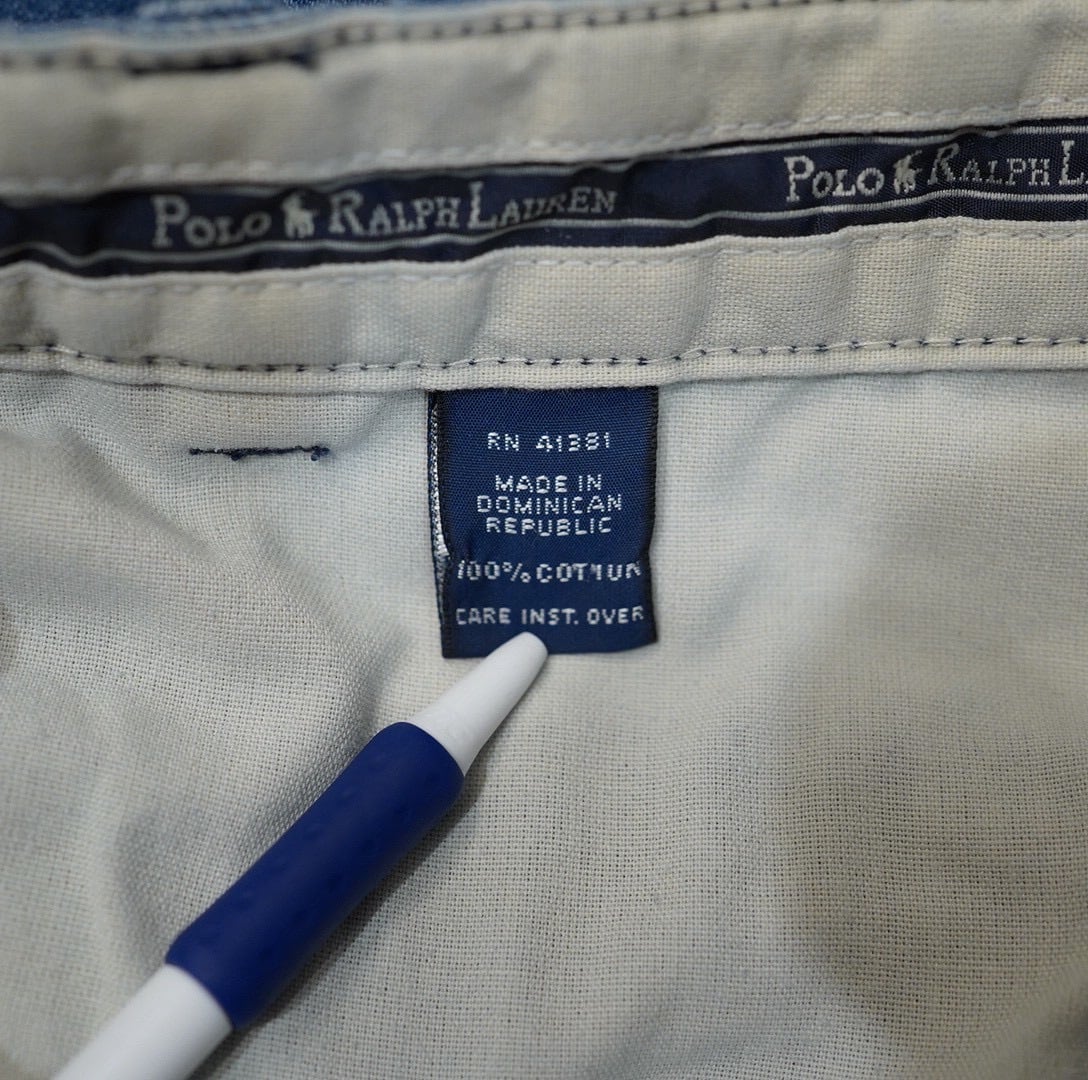 POLO RALPH LAUREN POLO RALPH L
RN 41381
MADE IN
DOMINICAN
REPUBLIC
100% COTTON
CARE INST. OVER